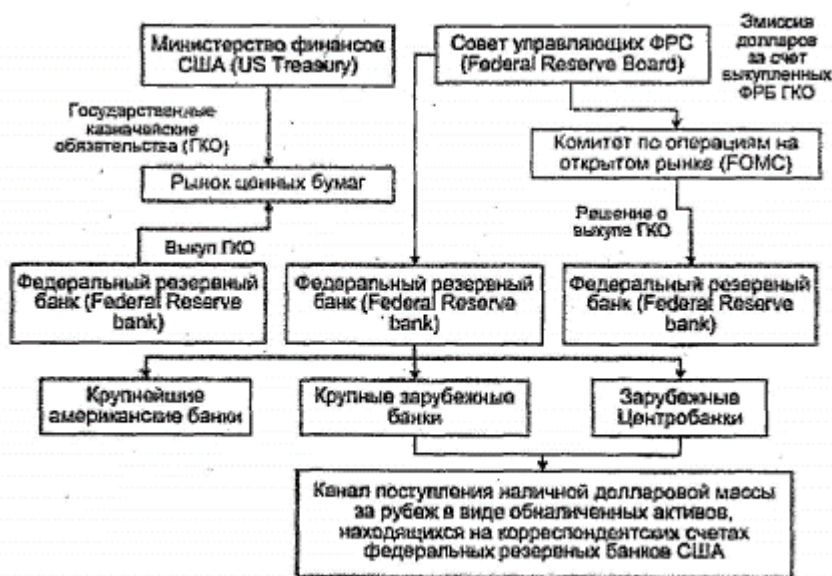 Министерство финансов
США (US Treasury)
Совет управляющих ФРС
(Federal Reserve Board)
Эмиссия
долларов
за счет
выкупленных
ФРБ ГКО
Государственные
казначейские
обязательства (ГКО)
Комитет по операциям на
открытом рынке (FOMC)
Рынок ценных бумаг
Решение о
выкупе ГКО
Выкуп ГКО
Федеральный резервный
банк (Federal Reserve
bank)
Федеральный резервный
банк (Federal Reserve
bank)
Федеральный резервный
банк (Federal Reserve
bank)
Крупнейшие
американские банки
Крупные зарубежные
банки
Зарубежные
Центробанки
Канал поступления наличной долларовой массы
за рубеж в виде обналиченных активов,
находящихся на корреспондентских счетах
федеральных резервных банков США